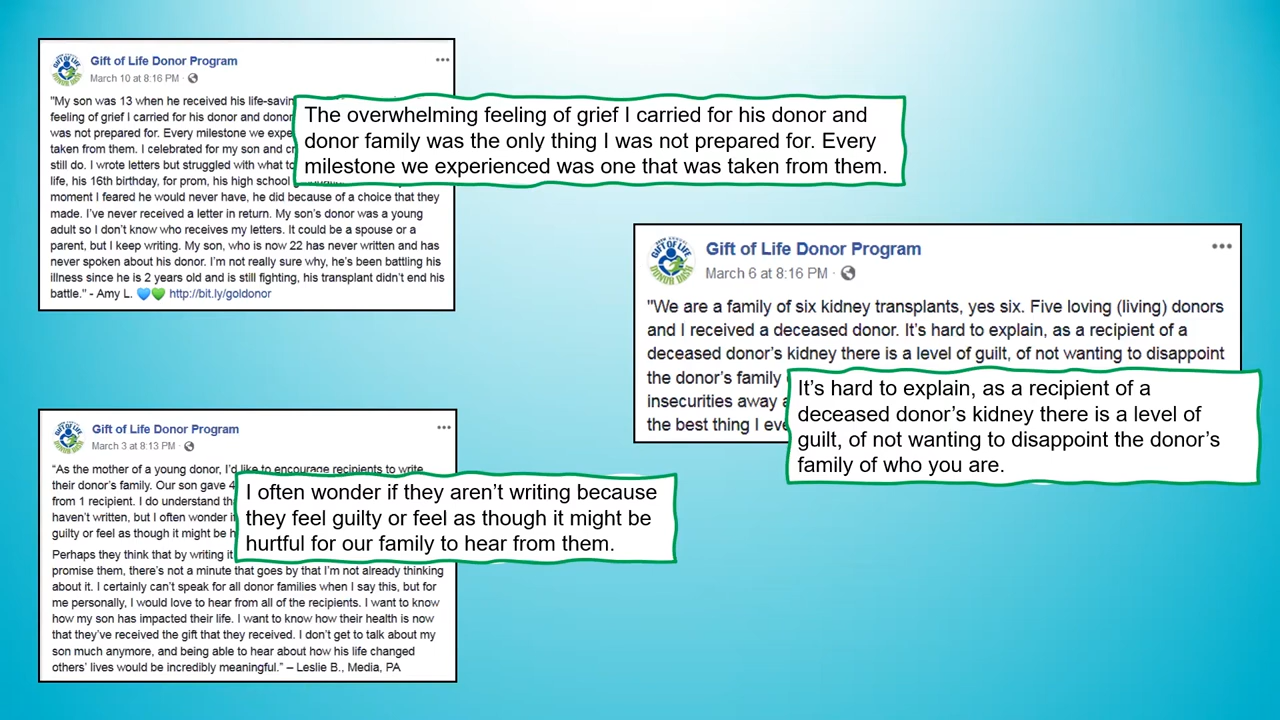 Gift of Life Donor Program
March 10 at 8:16 PM ·
"My son was 13 when he received his life-savin
feeling of grief I carried for his donor and donor
was not prepared for. Every milestone we expe
taken from them. I celebrated for my son and cr
still do. I wrote letters but struggled with what to
life, his 16th birthday, for prom, his high school
moment I feared he would never have, he did because of a choice that they
made. I've never received a letter in return. My son's donor was a young
adult so I don't know who receives my letters. It could be a spouse or a
parent, but I keep writing. My son, who is now 22 has never written and has
never spoken about his donor. I'm not really sure why, he's been battling his
illness since he is 2 years old and is still fighting, his transplant didn't end his
battle." - Amy L. 💙💚 http://bit.ly/goldonor
The overwhelming feeling of grief I carried for his donor and
donor family was the only thing I was not prepared for. Every
milestone we experienced was one that was taken from them.
GIFT OF LIFE
DONOR DASH
Gift of Life Donor Program
March 6 at 8:16 PM ·
"We are a family of six kidney transplants, yes six. Five loving (living) donors
and I received a deceased donor. It's hard to explain, as a recipient of a
deceased donor's kidney there is a level of guilt, of not wanting to disappoint
the donor's family
insecurities away a
the best thing I eve
It's hard to explain, as a recipient of a
deceased donor's kidney there is a level of
guilt, of not wanting to disappoint the donor's
family of who you are.
Gift of Life Donor Program
March 3 at 8:13 PM ·
"As the mother of a young donor, I'd like to encourage recipients to write
their donor's family. Our son gave 4
from 1 recipient. I do understand th
haven't written, but I often wonder i
guilty or feel as though it might be h
Perhaps they think that by writing it
promise them, there's not a minute that goes by that I'm not already thinking
about it. I certainly can't speak for all donor families when I say this, but for
me personally, I would love to hear from all of the recipients. I want to know
how my son has impacted their life. I want to know how their health is now
that they've received the gift that they received. I don't get to talk about my
son much anymore, and being able to hear about how his life changed
others' lives would be incredibly meaningful." – Leslie B., Media, PA
I often wonder if they aren't writing because
they feel guilty or feel as though it might be
hurtful for our family to hear from them.